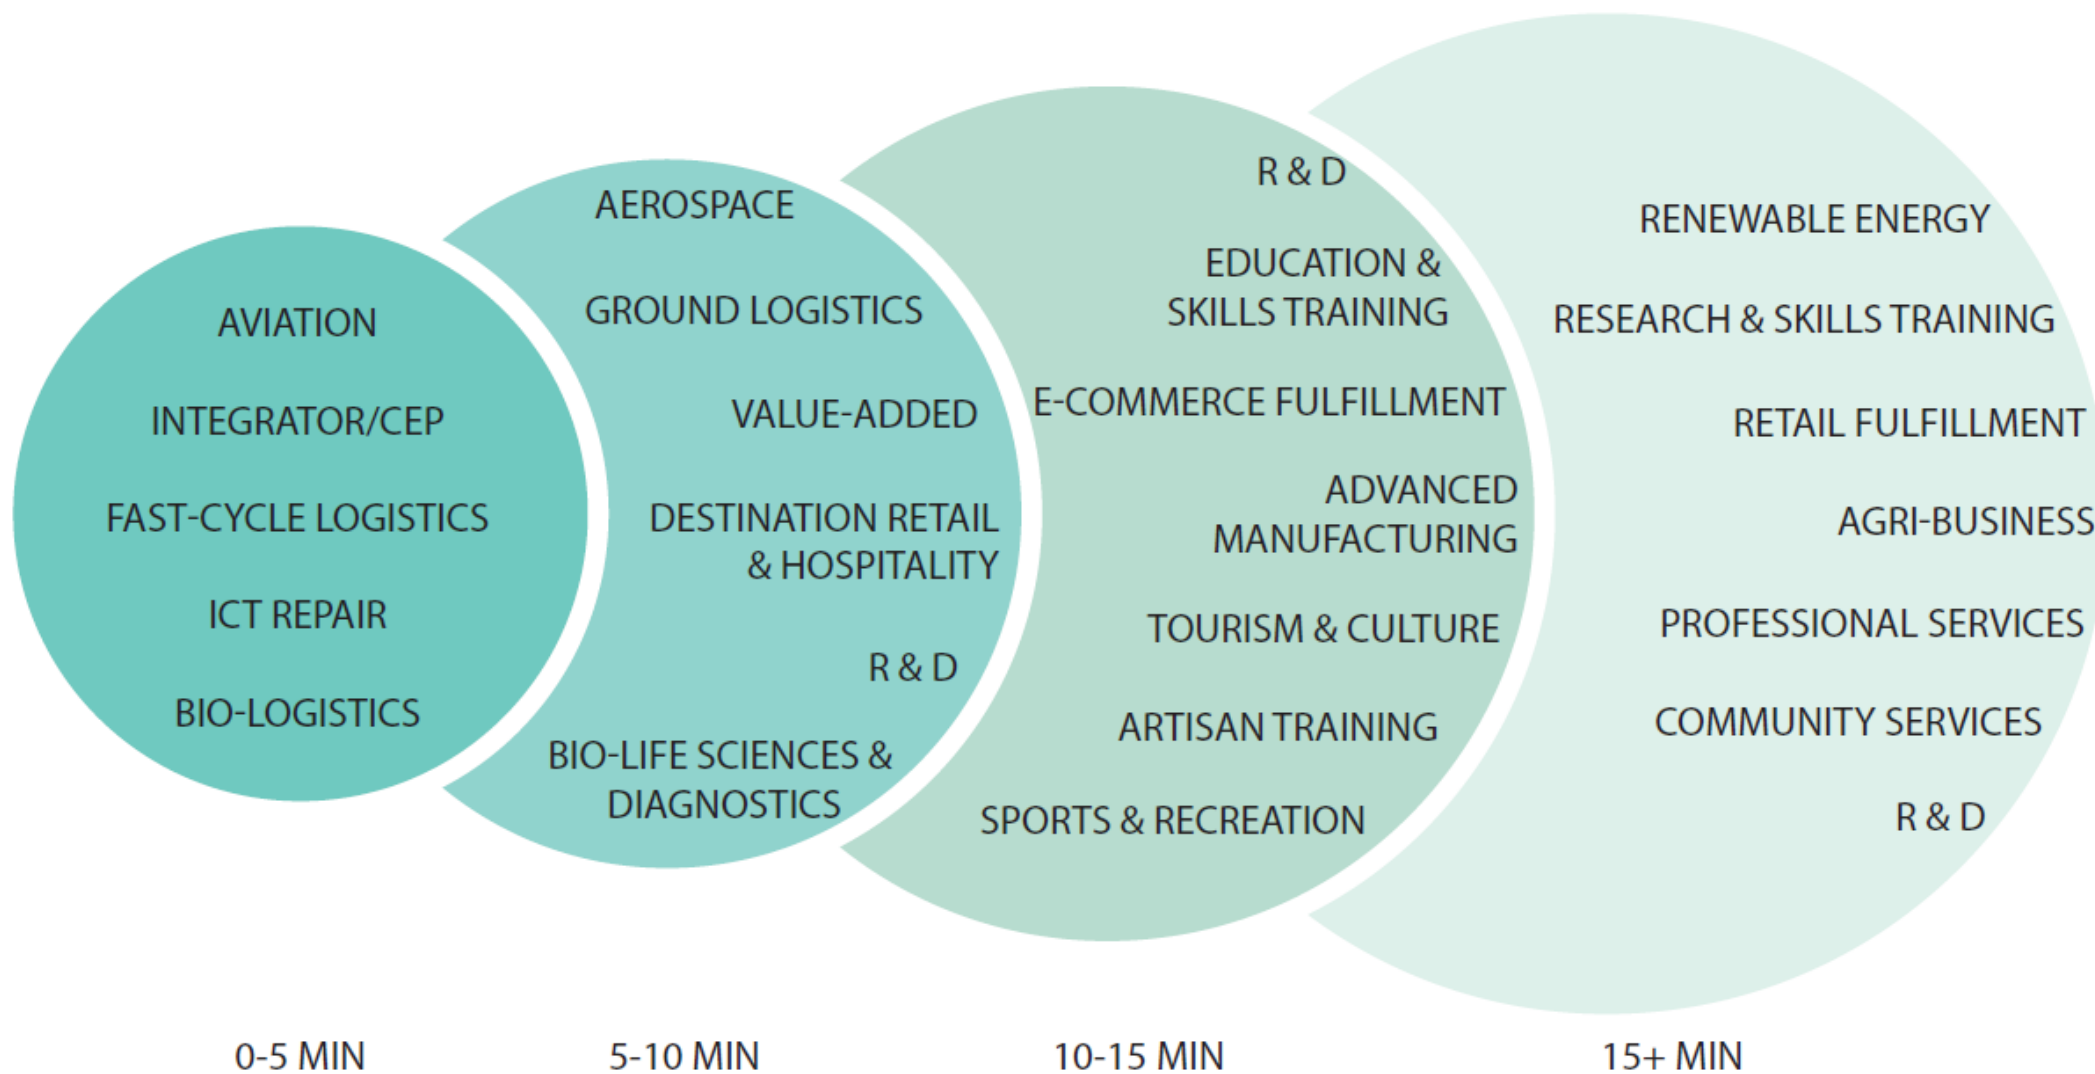 AVIATION
INTEGRATOR/CEP
FAST-CYCLE LOGISTICS
ICT REPAIR
BIO-LOGISTICS
0-5 MIN
AEROSPACE
GROUND LOGISTICS
VALUE-ADDED
DESTINATION RETAIL
& HOSPITALITY
R & D
BIO-LIFE SCIENCES &
DIAGNOSTICS
5-10 MIN
R & D
EDUCATION &
SKILLS TRAINING
E-COMMERCE FULFILLMENT
ADVANCED
MANUFACTURING
TOURISM & CULTURE
ARTISAN TRAINING
SPORTS & RECREATION
10-15 MIN
RENEWABLE ENERGY
RESEARCH & SKILLS TRAINING
RETAIL FULFILLMENT
AGRI-BUSINESS
PROFESSIONAL SERVICES
COMMUNITY SERVICES
R & D
15+ MIN